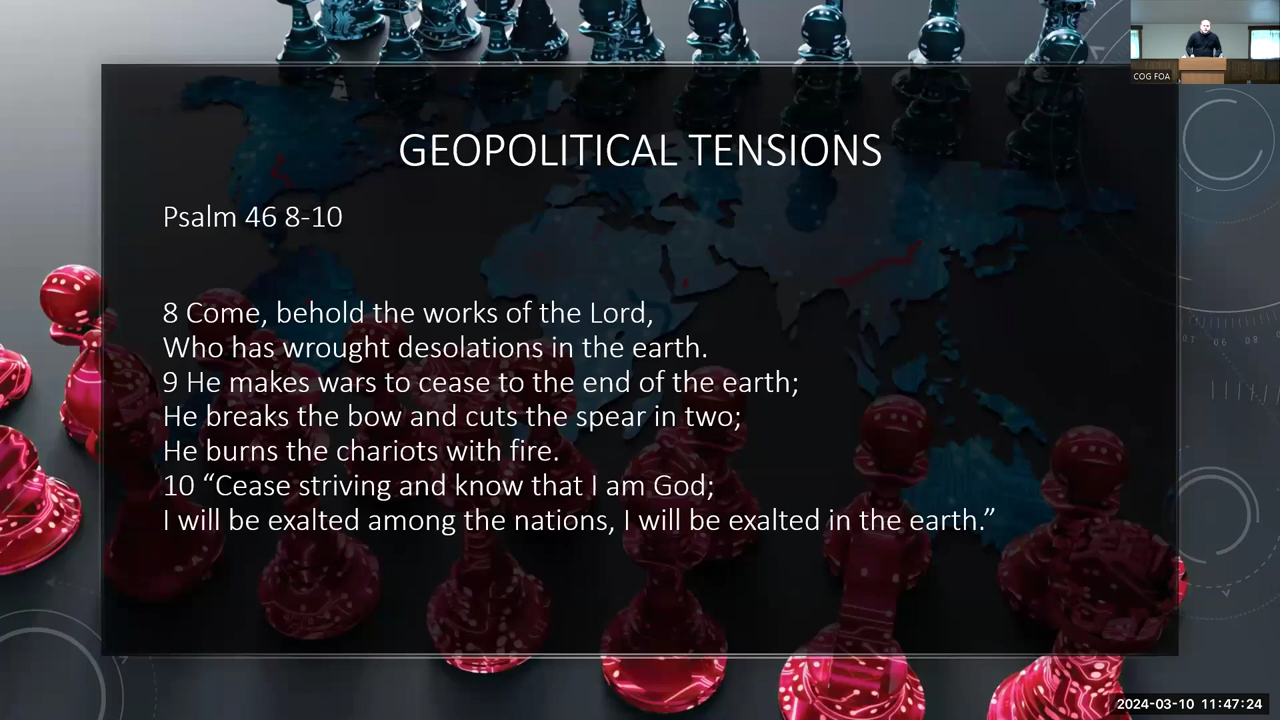 COG FOA
GEOPOLITICAL TENSIONS
Psalm 46 8-10
8 Come, behold the works of the Lord,
Who has wrought desolations in the earth.
9 He makes wars to cease to the end of the earth;
He breaks the bow and cuts the spear in two;
He burns the chariots with fire.
10 “Cease striving and know that I am God;
I will be exalted among the nations, I will be exalted in the earth.”
06 08
2024-03-10 11:47:24